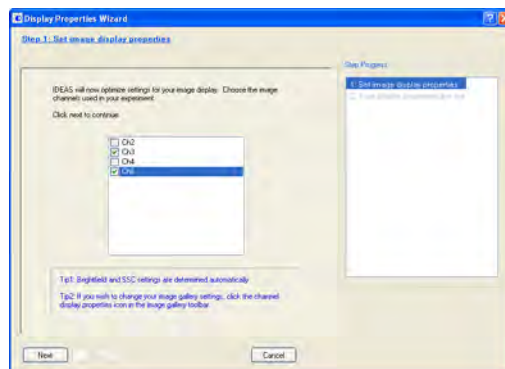 Display Properties Wizard
Step 1: Set image display properties
Step Progress
IDEAS will now optimize settings for your image display. Choose the image
channels used in your experiment.
Click next to continue.
Ch2
Ch3
Ch4
1: Set image display properties
Tip1: Brightfield and SSC settings are determined automatically
Tip2: If you wish to change your image gallery settings, click the channel
display properties icon in the image gallery toolbar
Next
Cancel